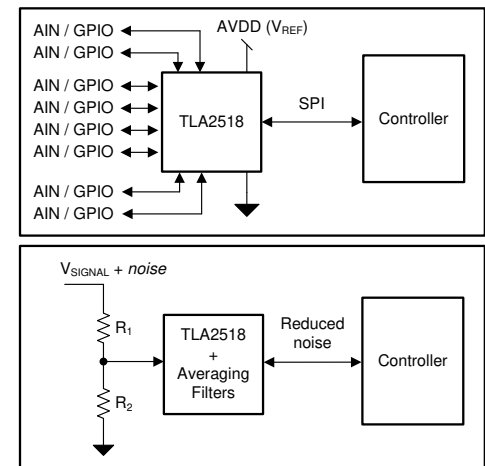 AIN / GPIO
AIN / GPIO
AIN / GPIO
AIN / GPIO
AIN / GPIO
AIN / GPIO
AIN / GPIO
AIN / GPIO
AVDD (VREF)
TLA2518
SPI
Controller
VSIGNAL + noise
R1
R2
TLA2518
+
Averaging
Filters
Reduced
noise
Controller